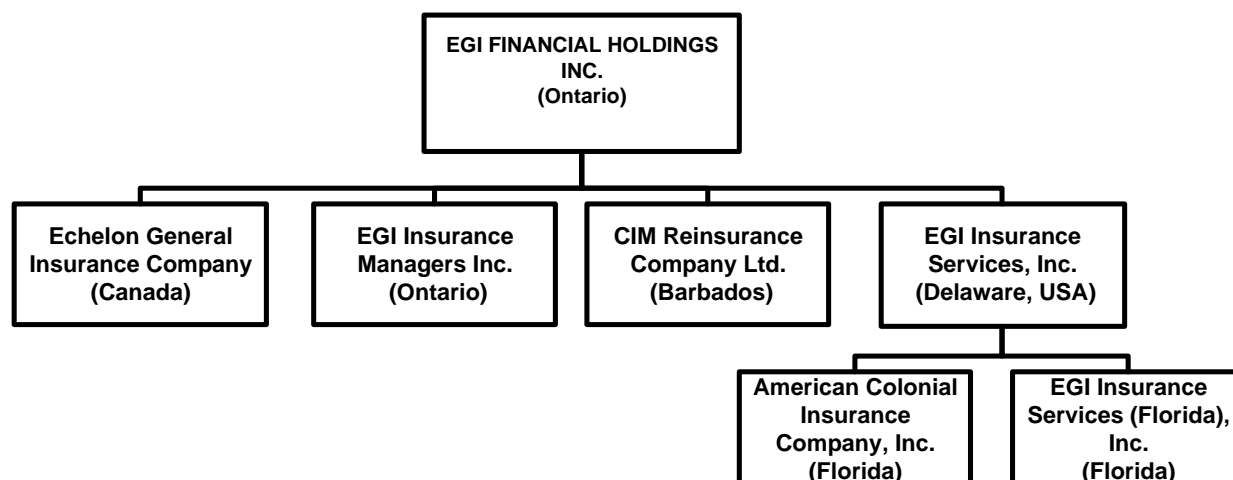 EGI FINANCIAL HOLDINGS
INC.
(Ontario)
Echelon General
Insurance Company
(Canada)
EGI Insurance
Managers Inc.
(Ontario)
CIM Reinsurance
Company Ltd.
(Barbados)
EGI Insurance
Services, Inc.
(Delaware, USA)
American Colonial
Insurance
Company, Inc.
(Florida)
EGI Insurance
Services (Florida),
Inc.
(Florida)